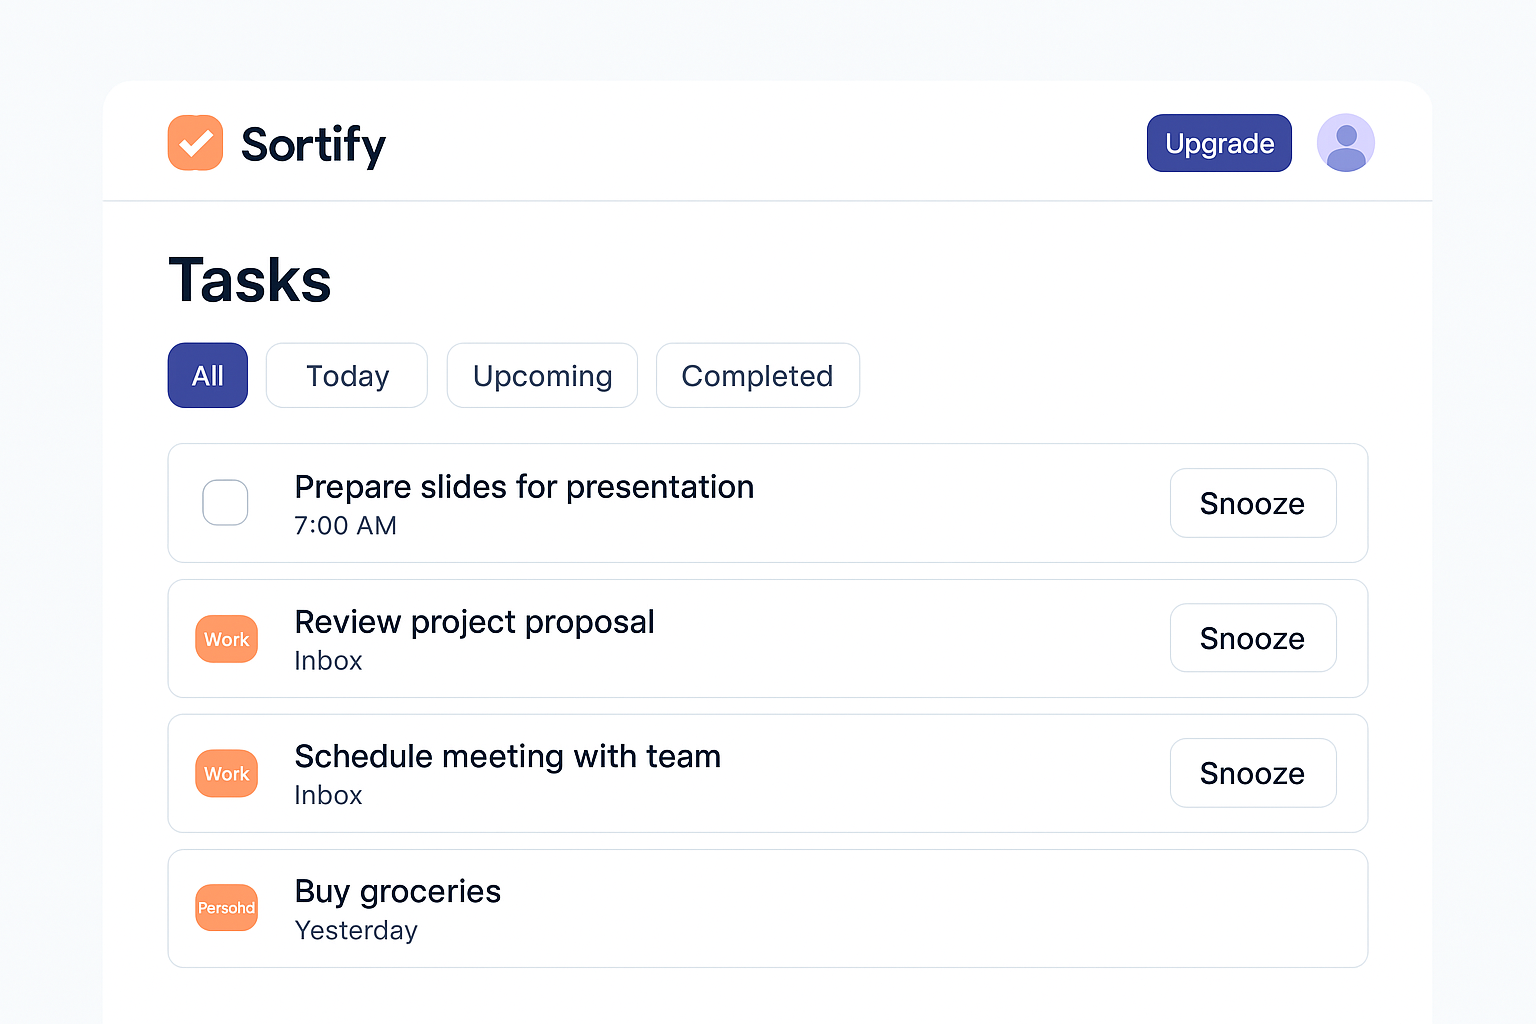 Sortify
Upgrade
Tasks
All
Today
Upcoming
Completed
Prepare slides for presentation
7:00 AM
Snooze
Work
Review project proposal
Inbox
Snooze
Work
Schedule meeting with team
Inbox
Snooze
Persohd
Buy groceries
Yesterday